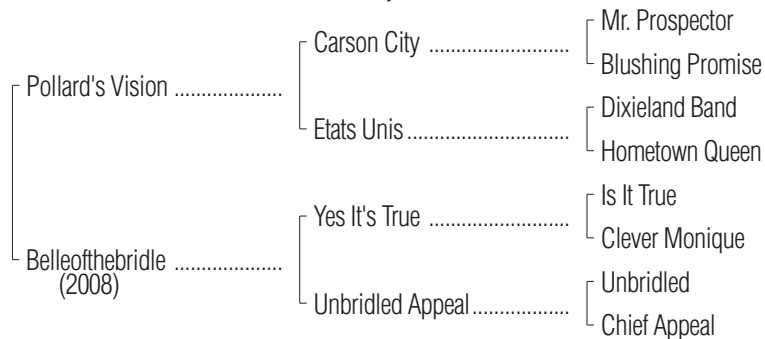 Mr. Prospector
Carson City ........................
Blushing Promise
Pollard's Vision ....................
Dixieland Band
Etats Unis ............................
Hometown Queen
Is It True
Yes It's True ........................
Clever Monique
Belleofthebridle ....................
(2008)
Unbridled
Unbridled Appeal .................
Chief Appeal